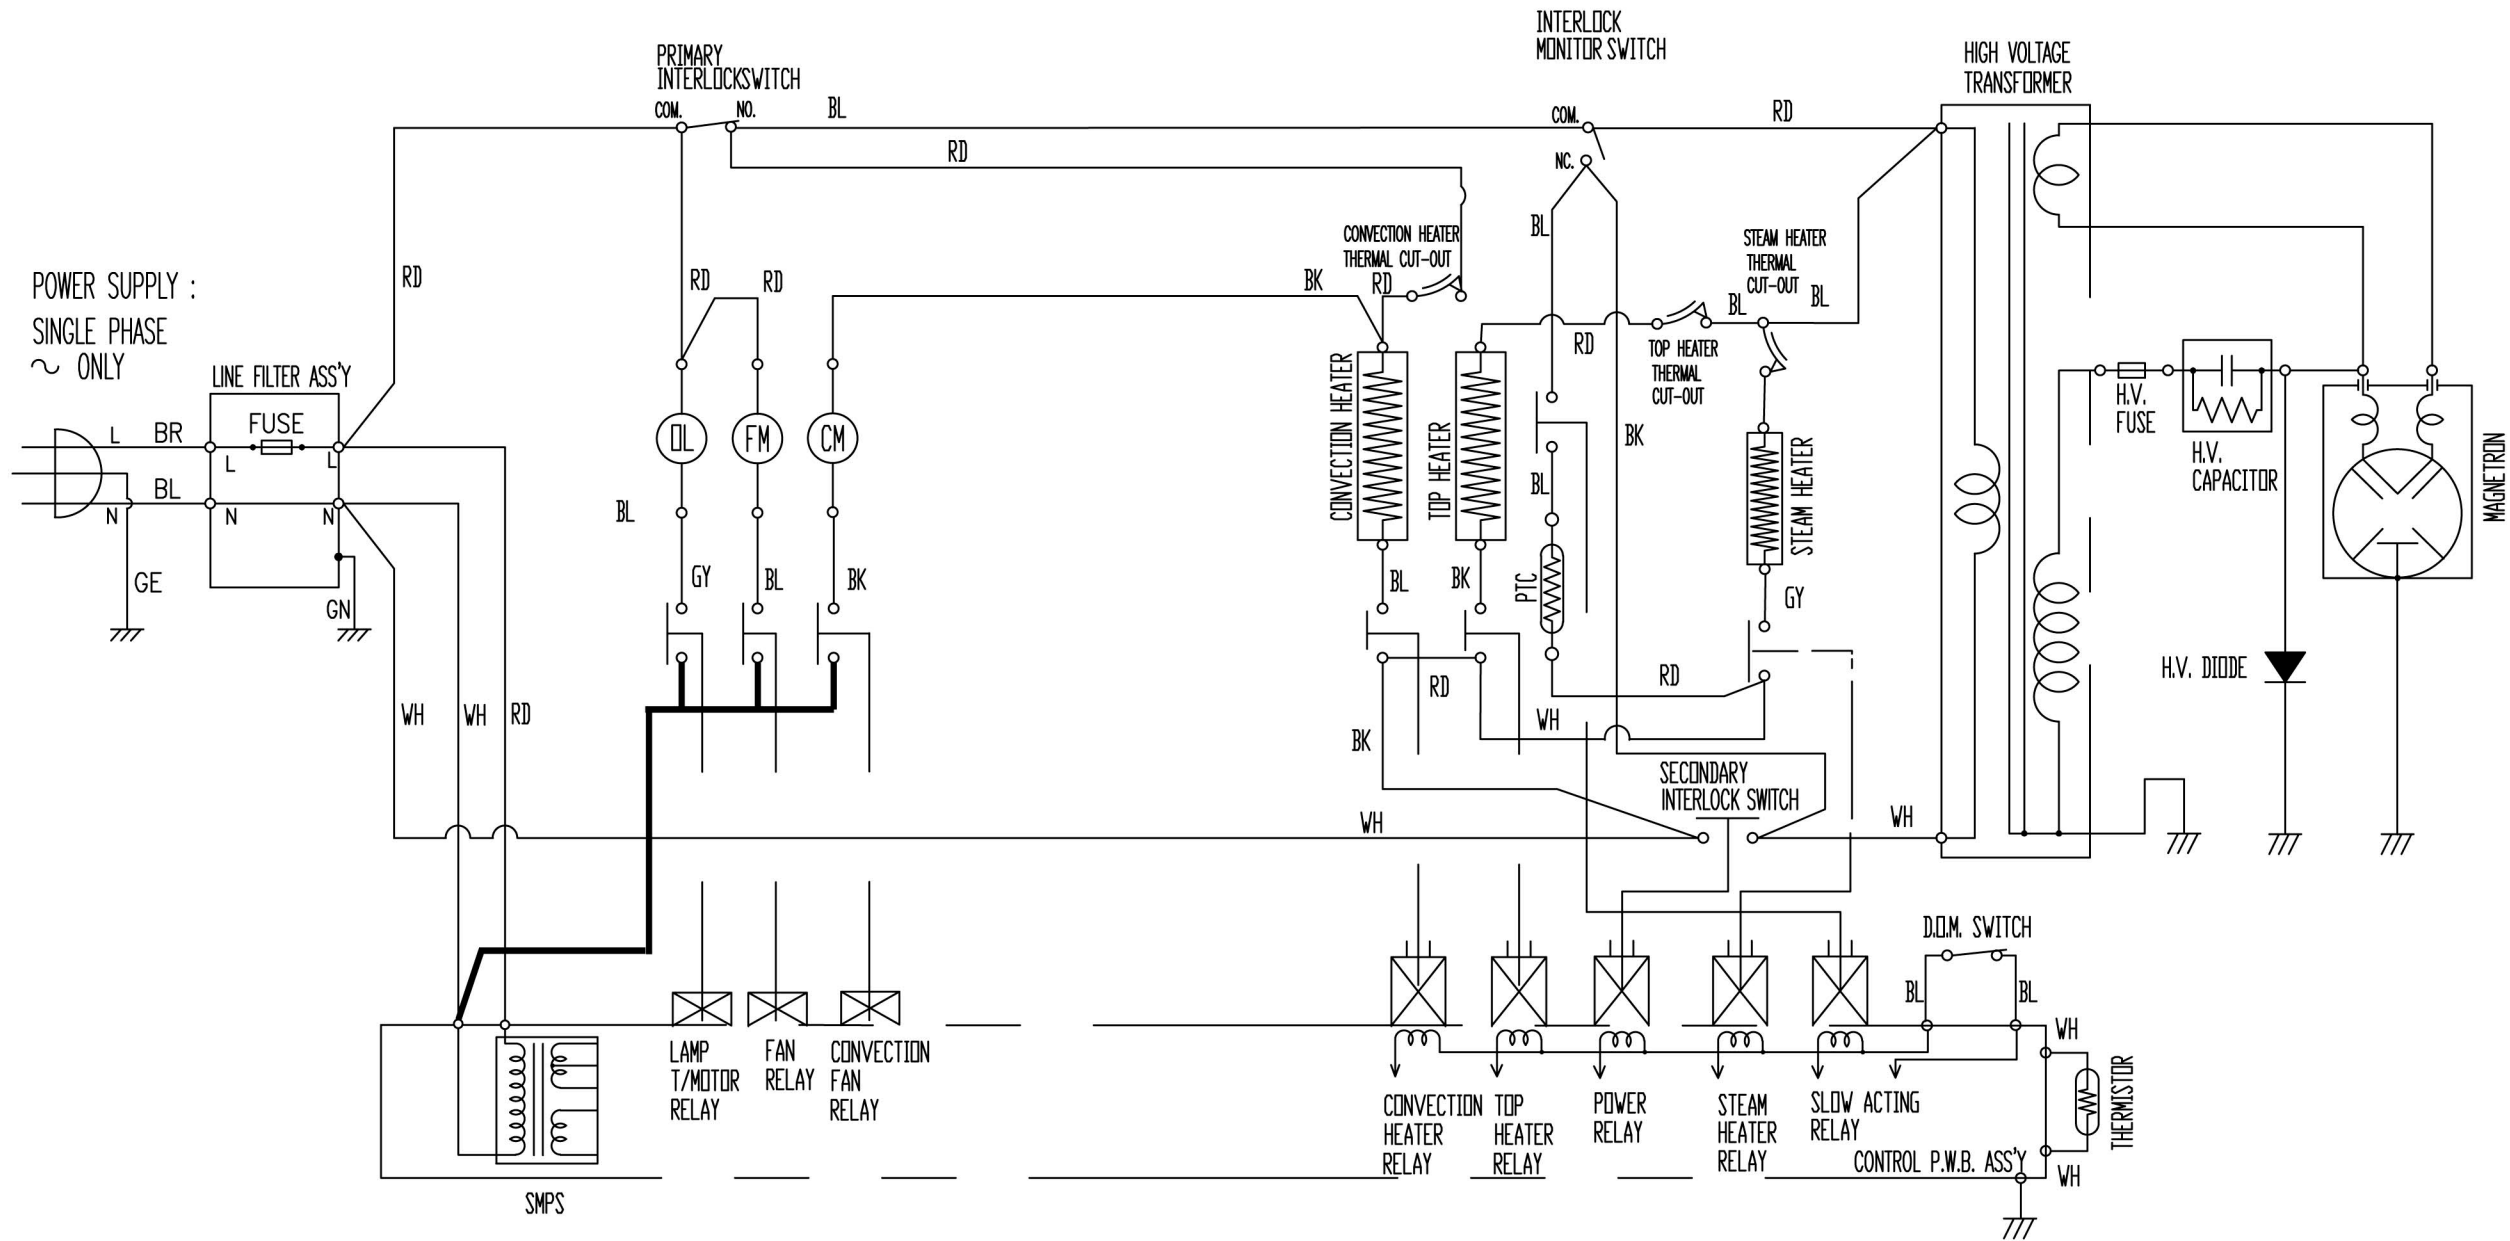 INTERLOCK
MONITOR SWITCH
PRIMARY
INTERLOCKSWITCH
HIGH VOLTAGE
TRANSFORMER
COM.
NO.
BL
COM.
RD
RD
NC.
POWER SUPPLY :
SINGLE PHASE
~ ONLY
RD
RD
RD
BK
CONVECTION HEATER
THERMAL CUT-OUT
RD
BL
STEAM HEATER
THERMAL
CUT-OUT
BL
BL
RD
TOP HEATER
THERMAL
CUT-OUT
LINE FILTER ASS'Y
FUSE
L
BR
L
L
BL
N
N
N
GE
GN
OL
FM
CM
BL
GY
BL
BK
CONVECTION HEATER
TOP HEATER
BL
BK
BK
BL
PTC
STEAM HEATER
GY
H.V.
FUSE
H.V.
CAPACITOR
MAGNETRON
H.V. DIODE
WH
WH
RD
RD
RD
WH
BK
SECONDARY
INTERLOCK SWITCH
WH
WH
D.O.M. SWITCH
BL
BL
LAMP
T/MOTOR
RELAY
FAN
RELAY
CONVECTION
FAN
RELAY
CONVECTION
HEATER
RELAY
TOP
HEATER
RELAY
POWER
RELAY
STEAM
HEATER
RELAY
SLOW ACTING
RELAY
WH
THERMISTOR
WH
CONTROL P.W.B. ASS'Y
SMPS